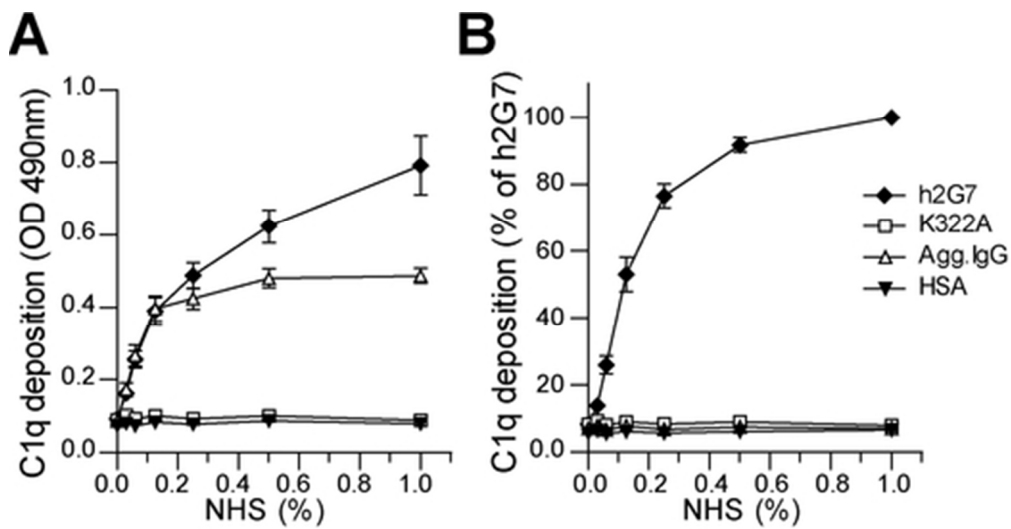 A
B
C1q deposition (OD 490nm)
1.0
0.8
0.6
0.4
0.2
0.0
0.0 0.2 0.4 0.6 0.8 1.0
NHS (%)
C1q deposition (% of h2G7)
100
80
60
40
20
0.0
0.0 0.2 0.4 0.6 0.8 1.0
NHS (%)
h2G7
K322A
Agg.IgG
HSA